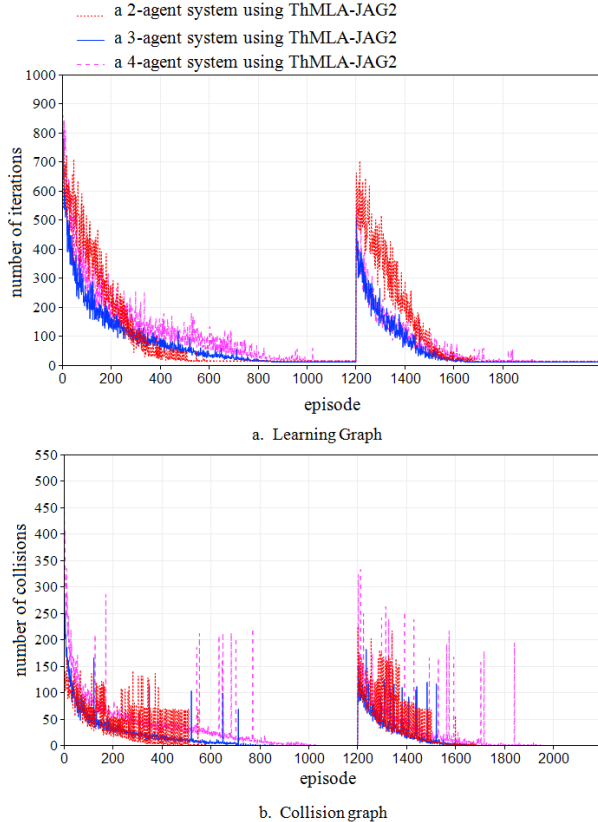 a 2-agent system using ThMLA-JAG2
a 3-agent system using ThMLA-JAG2
a 4-agent system using ThMLA-JAG2
1000
900
800
700
600
500
400
300
200
100
0
number of iterations
0 200 400 600 800 1000 1200 1400 1600 1800
episode
a. Learning Graph
550
500
450
400
350
300
250
200
150
100
50
0
number of collisions
0 200 400 600 800 1000 1200 1400 1600 1800 2000
episode
b. Collision graph